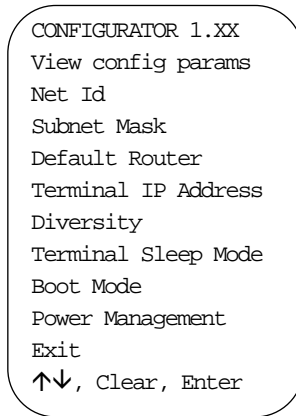 CONFIGURATOR 1.XX
View config params
Net Id
Subnet Mask
Default Router
Terminal IP Address
Diversity
Terminal Sleep Mode
Boot Mode
Power Management
Exit
↑↓, Clear, Enter